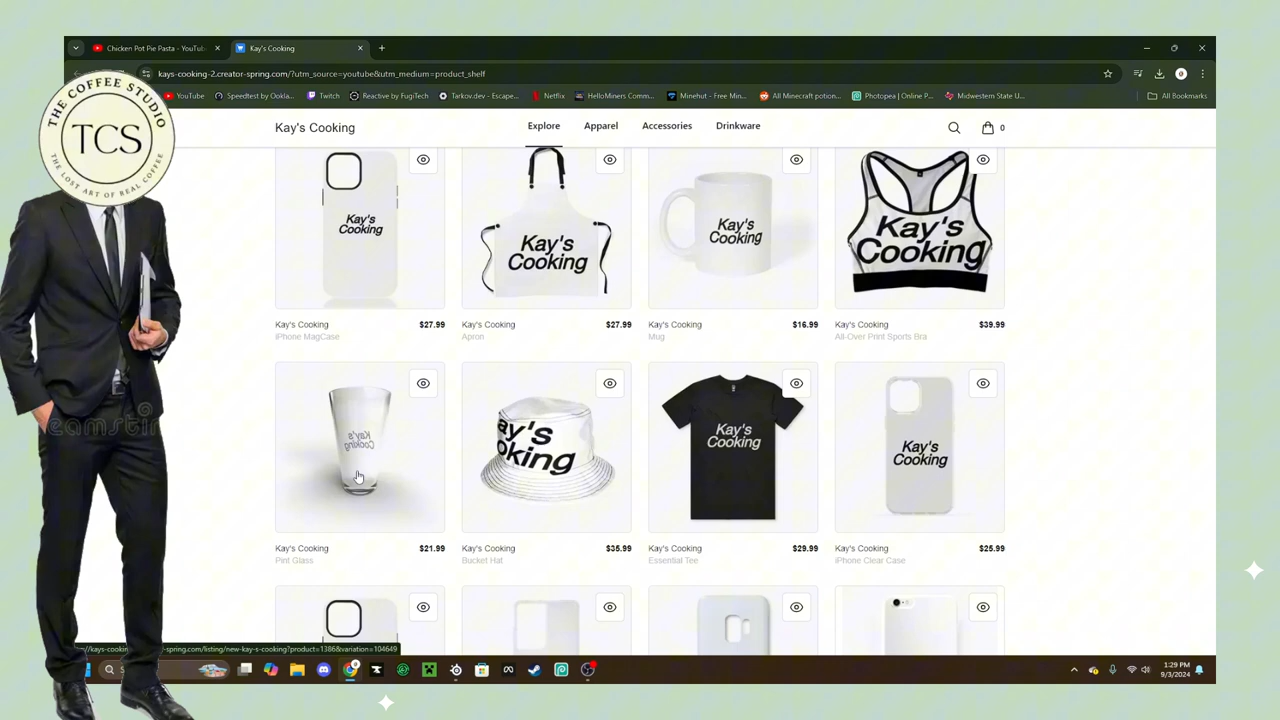 Chicken Pot Pie Pasta - YouTub
Kay's Cooking
kays-cooking-2.creator-spring.com/?utm_source=youtube&utm_medium=product_shelf
YouTube
Speedtest by Ookla...
Twitch
Reactive by FugiTech
Tarkov.dev - Escape...
Netflix
HelloMiners Comm...
Minehut - Free Min...
All Minecraft potion...
Photopea | Online P...
Midwestern State U...
All Bookmarks
THE COFFEE STUDIO
TCS
THE LOST ART OF REAL COFFEE
Kay's Cooking
Explore
Apparel
Accessories
Drinkware
0
Kay's
Cooking
Kay's
Cooking
Kay's
Cooking
Kay's
Cooking
Kay's Cooking $27.99
iPhone MagCase
Kay's Cooking $27.99
Apron
Kay's Cooking $16.99
Mug
Kay's Cooking $39.99
All-Over Print Sports Bra
Kay's
Cooking
ay's
oking
Kay's
Cooking
Kay's
Cooking
Kay's Cooking $21.99
Pint Glass
Kay's Cooking $35.99
Bucket Hat
Kay's Cooking $29.99
Essential Tee
Kay's Cooking $25.99
iPhone Clear Case
-spring.com/listing/new-kay-s-cooking?product=1386&variation=104649
1:29 PM
9/3/2024